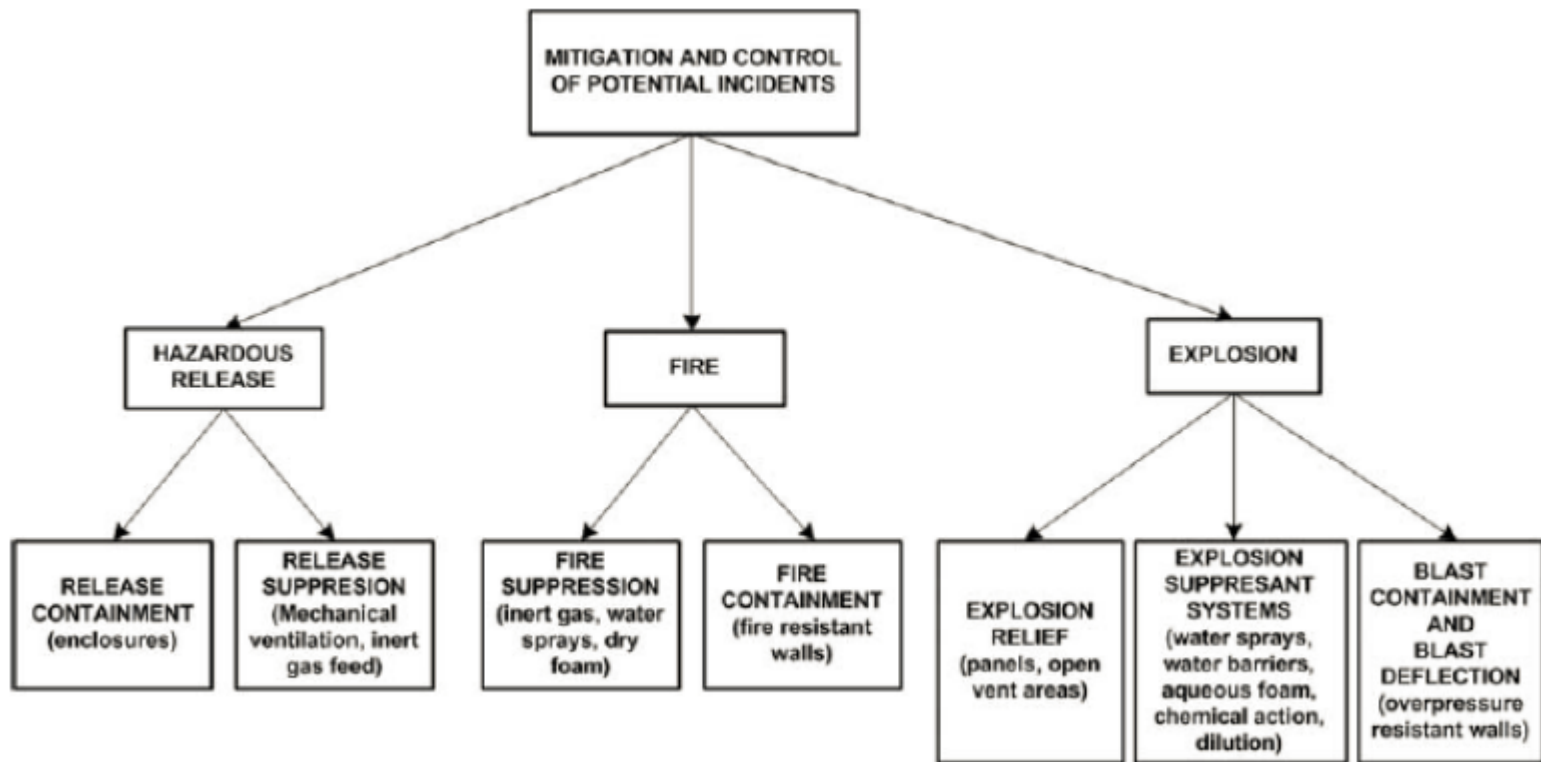 MITIGATION AND CONTROL
OF POTENTIAL INCIDENTS
HAZARDOUS
RELEASE
FIRE
EXPLOSION
RELEASE
CONTAINMENT
(enclosures)
RELEASE
SUPPRESION
(Mechanical
ventilation, inert
gas feed)
FIRE
SUPPRESSION
(inert gas, water
sprays, dry
foam)
FIRE
CONTAINMENT
(fire resistant
walls)
EXPLOSION
RELIEF
(panels, open
vent areas)
EXPLOSION
SUPPRESANT
SYSTEMS
(water sprays,
water barriers,
aqueous foam,
chemical action,
dilution)
BLAST
CONTAINMENT
AND
BLAST
DEFLECTION
(overpressure
resistant walls)